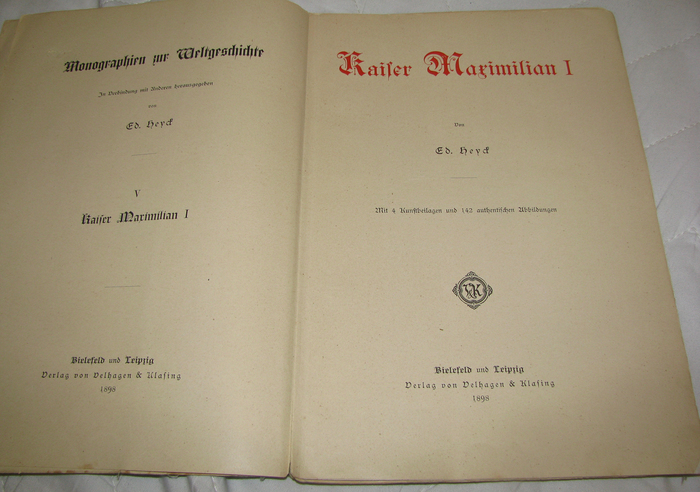 Monographien zur Weltgeschichte
In Verbindung mit Anderen herausgegeben
von
Ed. Heyck
V
Kaiser Maximilian I
Bielefeld und Leipzig
Verlag von Velhagen & Klasing
1898
Kaiser Maximilian I
Von
Ed. Heyck
Mit 4 Kunstbeilagen und 142 authentischen Abbildungen
V&K
Bielefeld und Leipzig
Verlag von Velhagen & Klasing
1898